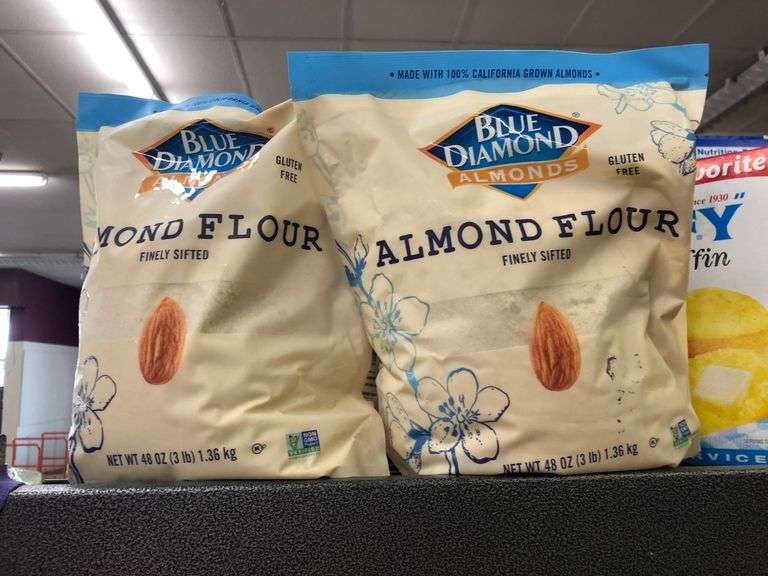 BLUE
DIAMOND
ALMONDS
GLUTEN
FREE
MOND FLOUR
FINELY SIFTED
NET WT 48 OZ (3 lb) 1.36 kg
• MADE WITH 100% CALIFORNIA GROWN ALMONDS •
BLUE
DIAMOND
ALMONDS
GLUTEN
FREE
ALMOND FLOUR
FINELY SIFTED
NET WT 48 OZ (3 lb) 1.36 kg
Nutrition
vorite
nce 1930
Y"
ffin
VICE